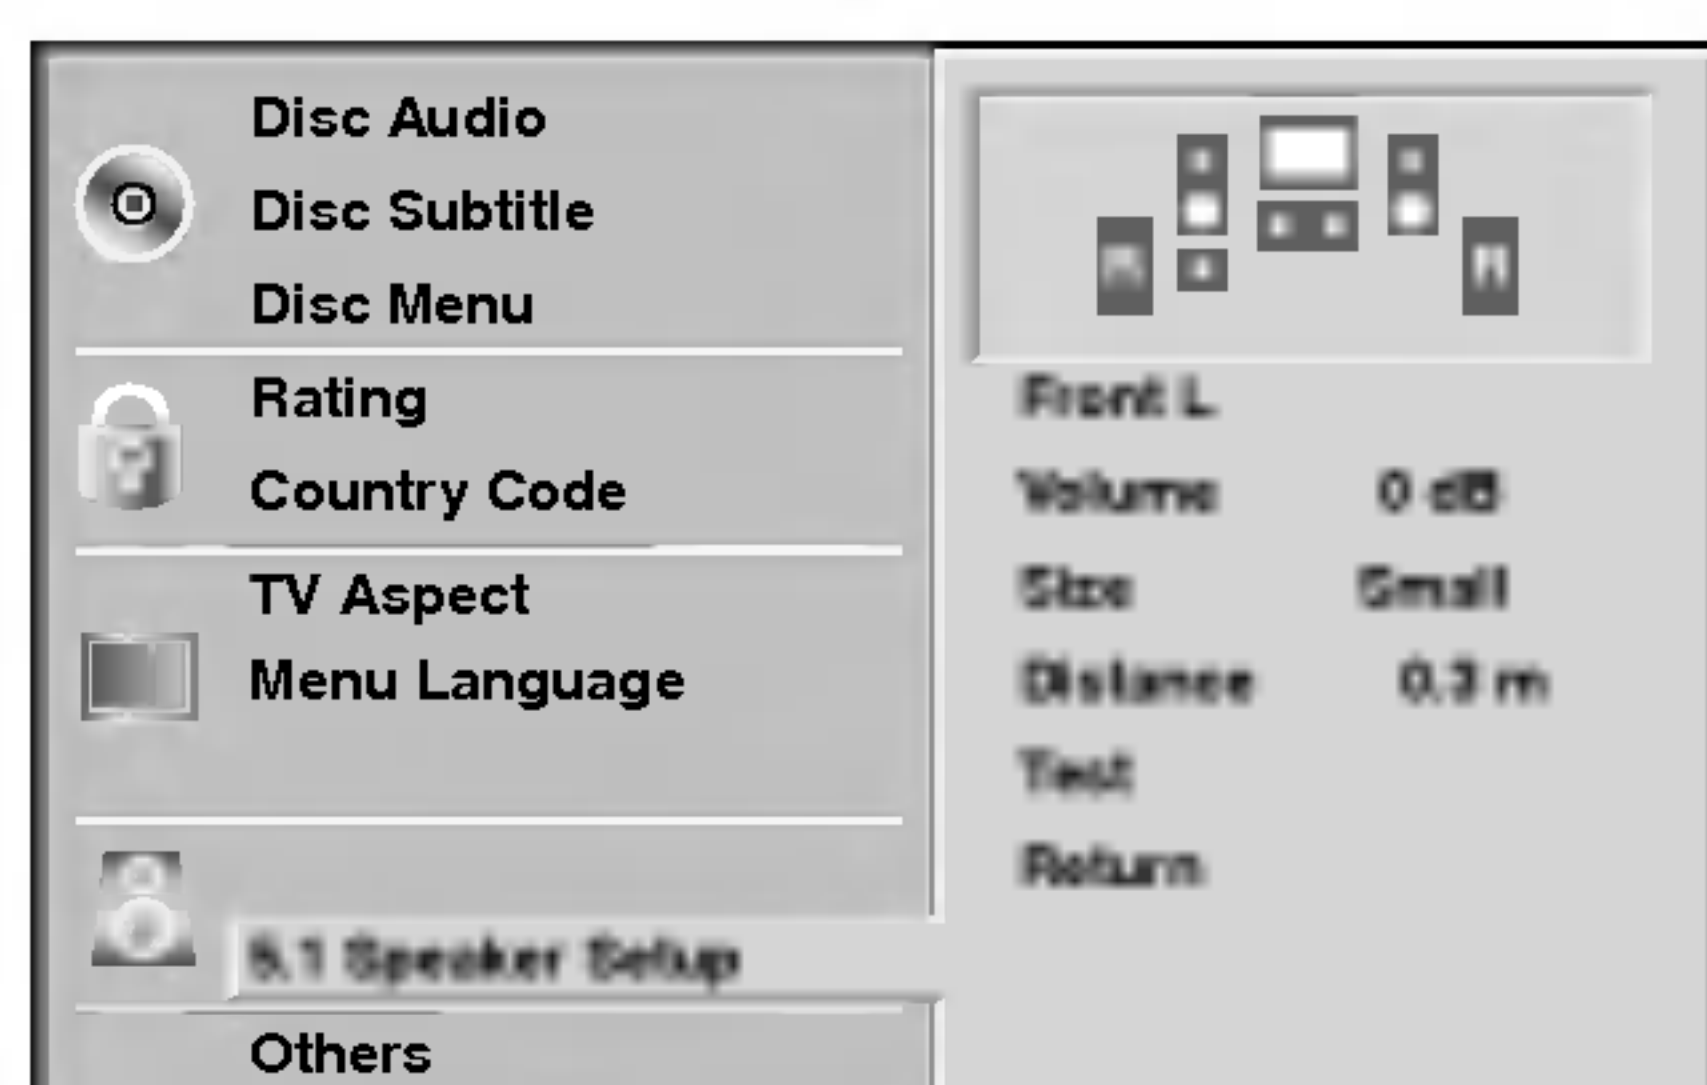 Disc Audio
Disc Subtitle
Disc Menu
Rating
Country Code
TV Aspect
Menu Language
5.1 Speaker Setup
Others
Front L
Volume 0 dB
Size Small
Distance 0.3 m
Test
Return